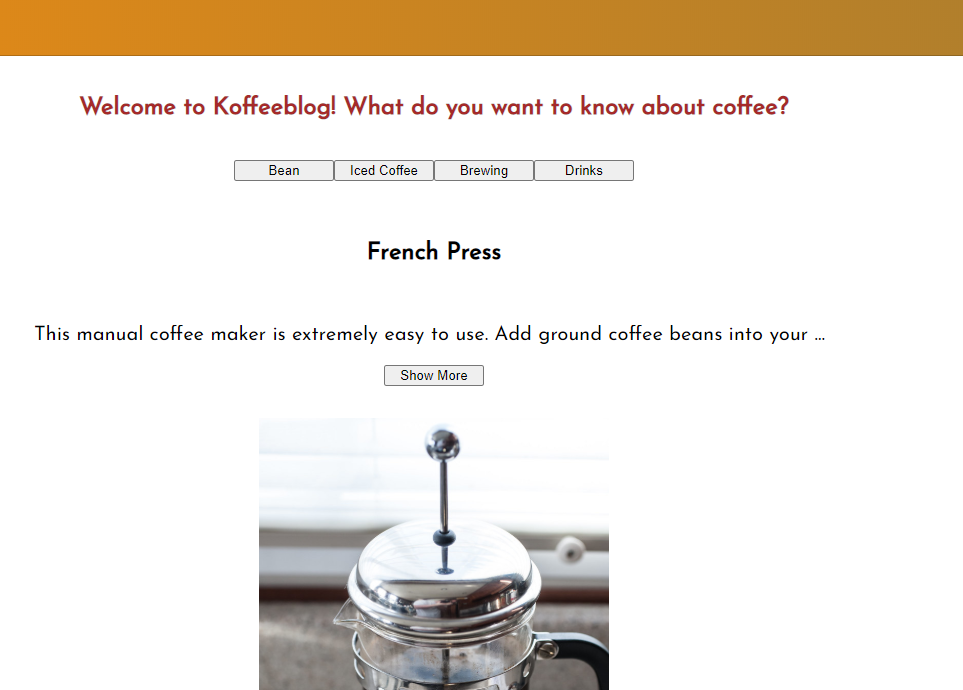 Welcome to Koffeeblog! What do you want to know about coffee?
Bean Iced Coffee Brewing Drinks
French Press
This manual coffee maker is extremely easy to use. Add ground coffee beans into your ...
Show More